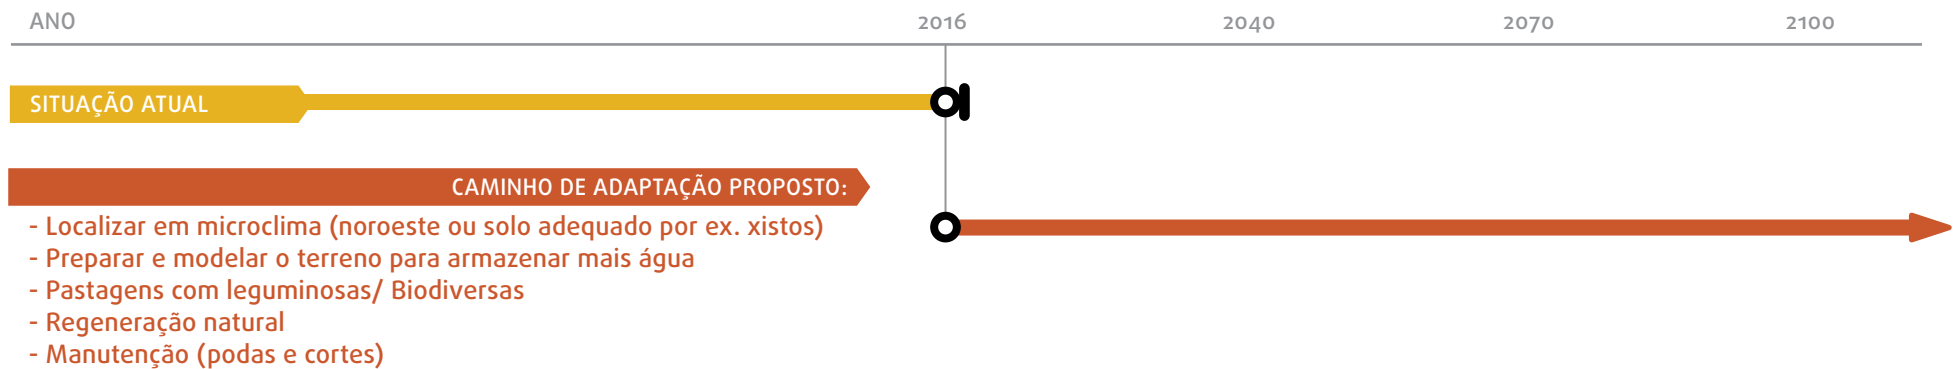 ANO 2016 2040 2070 2100
SITUAÇÃO ATUAL
CAMINHO DE ADAPTAÇÃO PROPOSTO:
- Localizar em microclima (noroeste ou solo adequado por ex. xistos)
- Preparar e modelar o terreno para armazenar mais água
- Pastagens com leguminosas/ Biodiversas
- Regeneração natural
- Manutenção (podas e cortes)